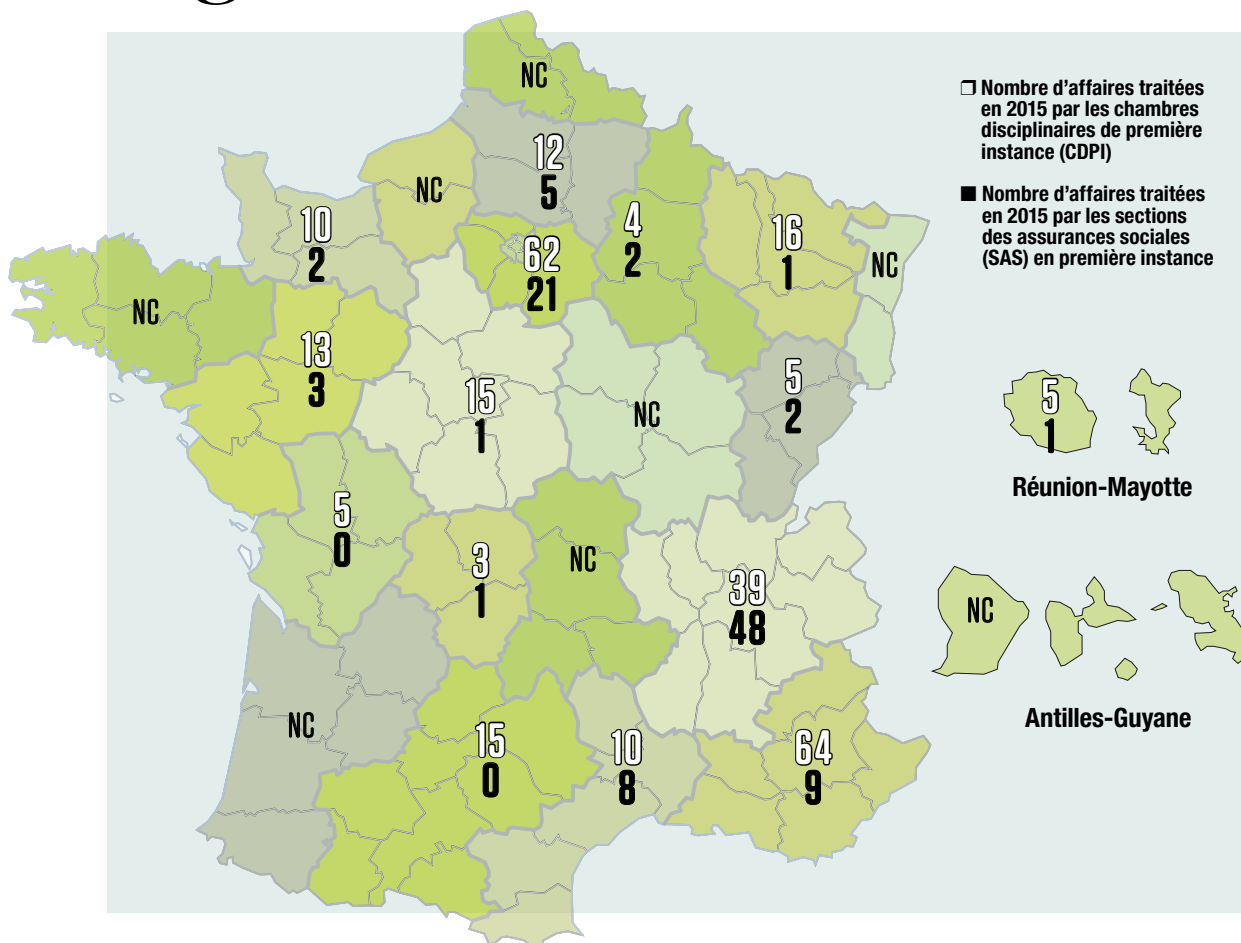 NC
❒ Nombre d'affaires traitées
en 2015 par les chambres
disciplinaires de première
instance (CDPI)
■ Nombre d'affaires traitées
en 2015 par les sections
des assurances sociales
(SAS) en première instance
12
5
NC
10
2
4
2
16
1
62
21
NC
NC
13
3
15
1
NC
5
2
5
1
Réunion-Mayotte
5
0
3
1
NC
39
48
NC
Antilles-Guyane
NC
15
0
10
8
64
9